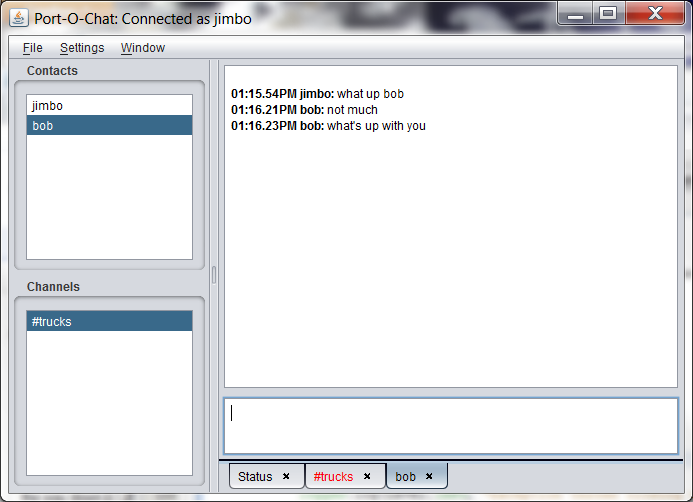 Port-O-Chat: Connected as jimbo
File Settings Window
Contacts
jimbo
bob
Channels
#trucks
01:15.54PM jimbo: what up bob
01:16.21PM bob: not much
01:16.23PM bob: what's up with you
Status × #trucks × bob ×